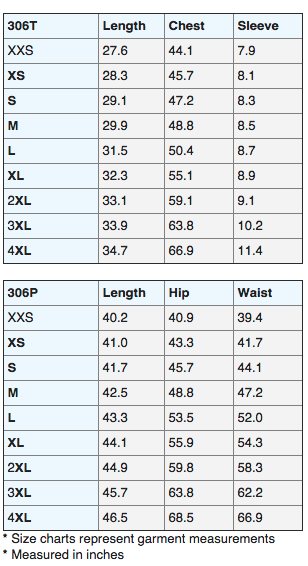 306T Length Chest Sleeve
XXS 27.6 44.1 7.9
XS 28.3 45.7 8.1
S 29.1 47.2 8.3
M 29.9 48.8 8.5
L 31.5 50.4 8.7
XL 32.3 55.1 8.9
2XL 33.1 59.1 9.1
3XL 33.9 63.8 10.2
4XL 34.7 66.9 11.4
306P Length Hip Waist
XXS 40.2 40.9 39.4
XS 41.0 43.3 41.7
S 41.7 45.7 44.1
M 42.5 48.8 47.2
L 43.3 53.5 52.0
XL 44.1 55.9 54.3
2XL 44.9 59.8 58.3
3XL 45.7 63.8 62.2
4XL 46.5 68.5 66.9
* Size charts represent garment measurements
* Measured in inches